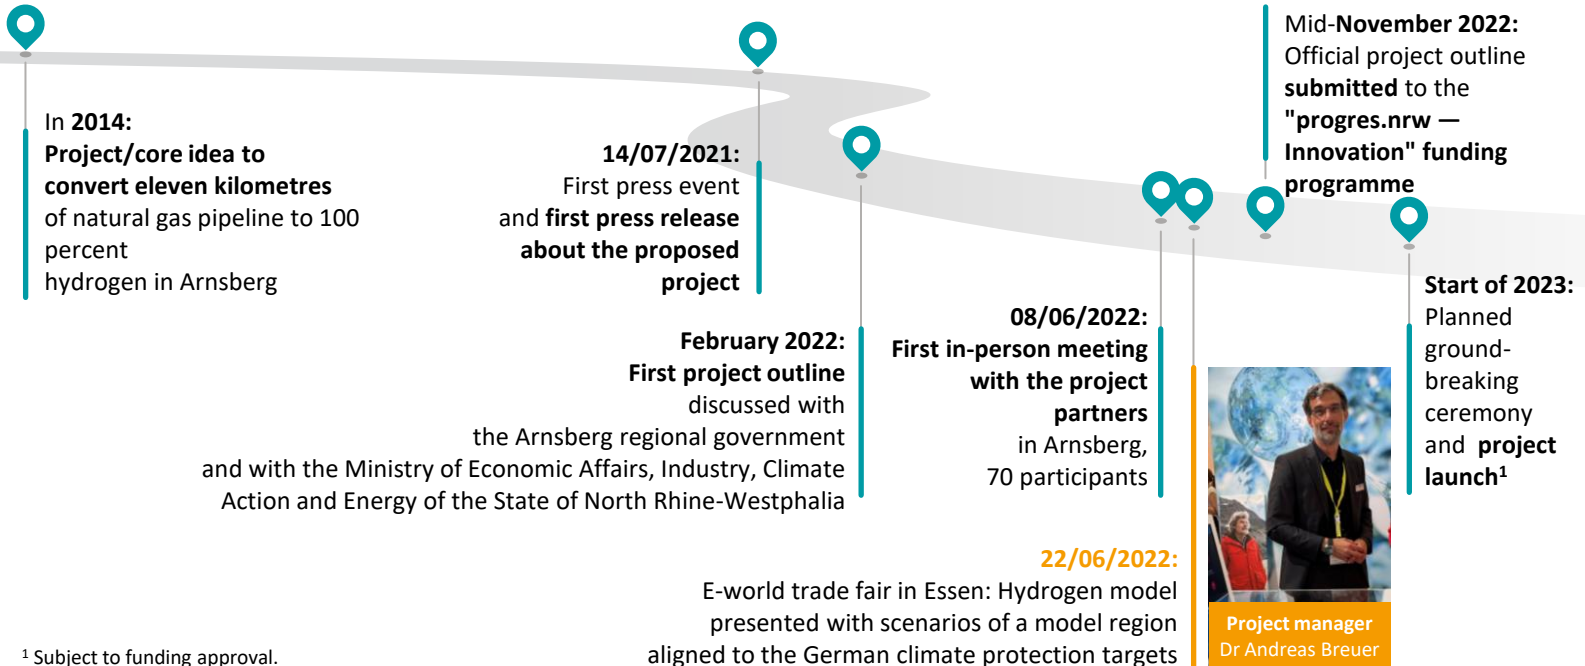 In 2014:
Project/core idea to
convert eleven kilometres
of natural gas pipeline to 100
percent
hydrogen in Arnsberg
14/07/2021:
First press event
and first press release
about the proposed
project
February 2022:
First project outline
discussed with
the Arnsberg regional government
and with the Ministry of Economic Affairs, Industry, Climate
Action and Energy of the State of North Rhine-Westphalia
08/06/2022:
First in-person meeting
with the project
partners
in Arnsberg,
70 participants
22/06/2022:
E-world trade fair in Essen: Hydrogen model
presented with scenarios of a model region
aligned to the German climate protection targets
Project manager
Dr Andreas Breuer
Mid-November 2022:
Official project outline
submitted to the
"progres.nrw —
Innovation" funding
programme
Start of 2023:
Planned
ground-
breaking
ceremony
and project
launch¹
¹ Subject to funding approval.